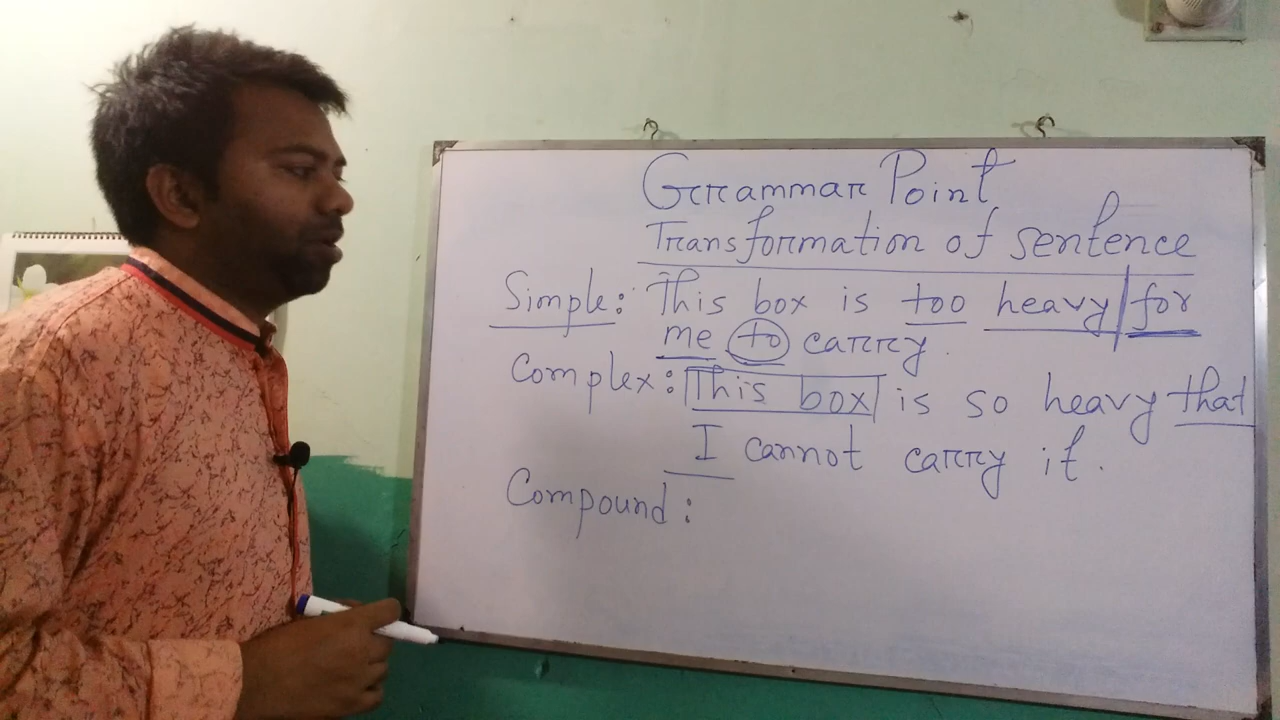 Grammar Point
Transformation of sentence
Simple: This box is too heavy/for
me to carry.
Complex: This box is so heavy that
I cannot carry it.
Compound: